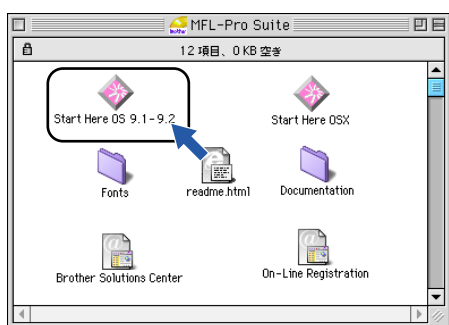 MFL-Pro Suite
12 項目、0 KB 空き
Start Here OS 9.1-9.2
Start Here OSX
Fonts
readme.html
Documentation
Brother Solutions Center
On-Line Registration